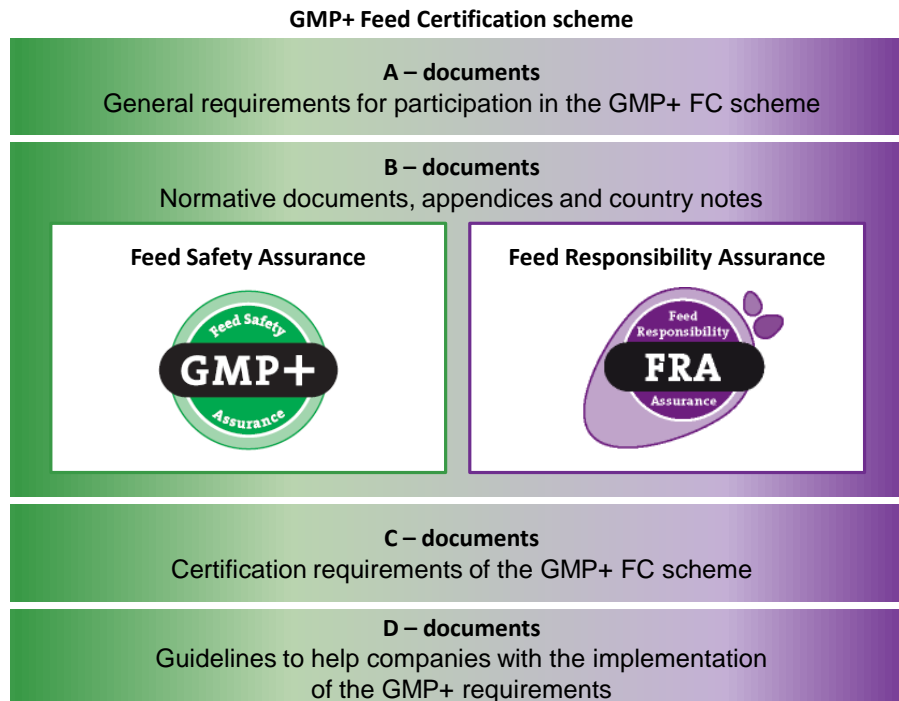 GMP+ Feed Certification scheme
A – documents
General requirements for participation in the GMP+ FC scheme
B – documents
Normative documents, appendices and country notes
Feed Safety Assurance
Feed Safety
GMP+
Assurance
Feed Responsibility Assurance
Feed
Responsibility
FRA
Assurance
C – documents
Certification requirements of the GMP+ FC scheme
D – documents
Guidelines to help companies with the implementation
of the GMP+ requirements